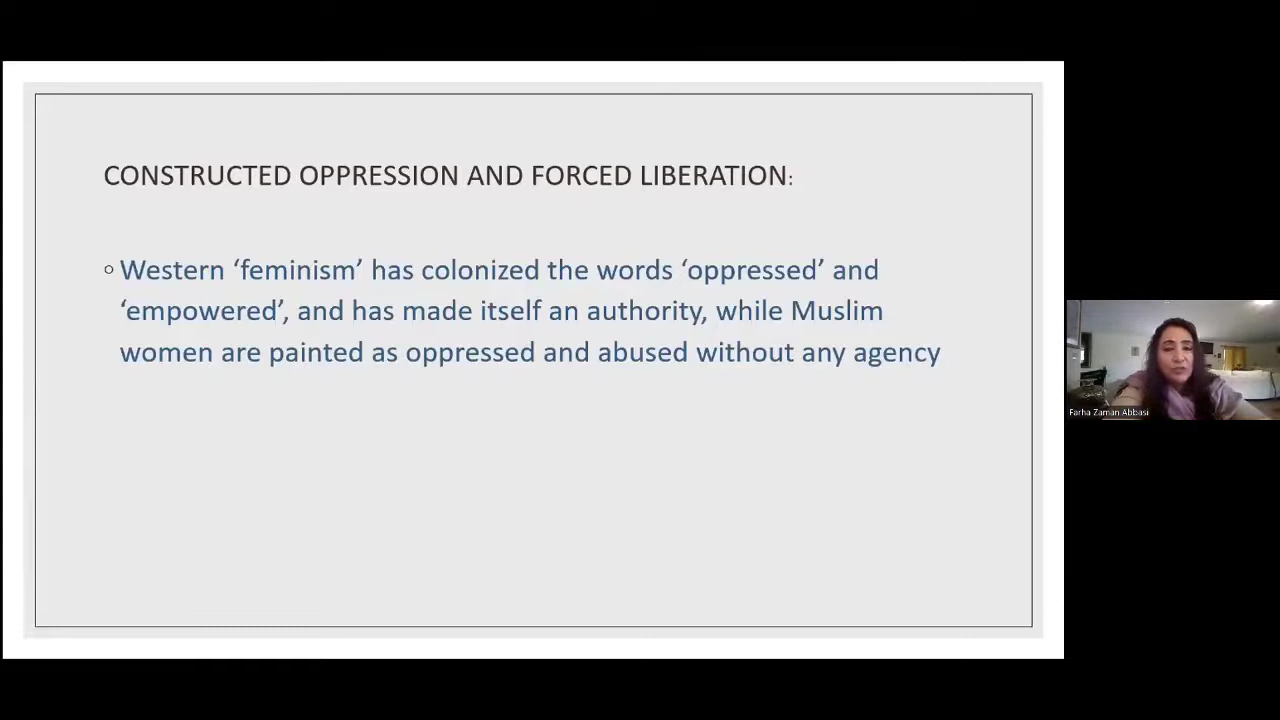 CONSTRUCTED OPPRESSION AND FORCED LIBERATION:
Western ‘feminism’ has colonized the words ‘oppressed’ and
‘empowered’, and has made itself an authority, while Muslim
women are painted as oppressed and abused without any agency
Farha Zaman Abbasi